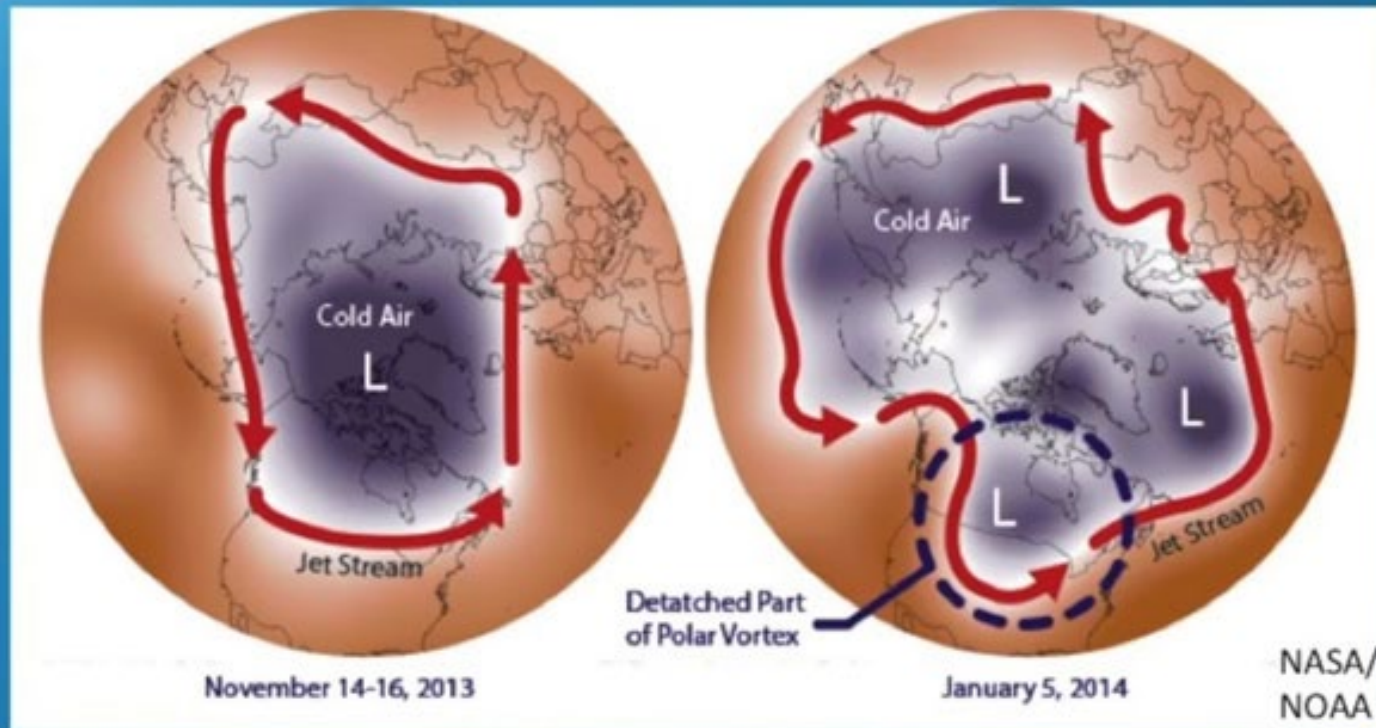 Cold Air
L
Jet Stream
November 14-16, 2013
L
Cold Air
L
L
Jet Stream
Detatched Part
of Polar Vortex
January 5, 2014
NASA/
NOAA